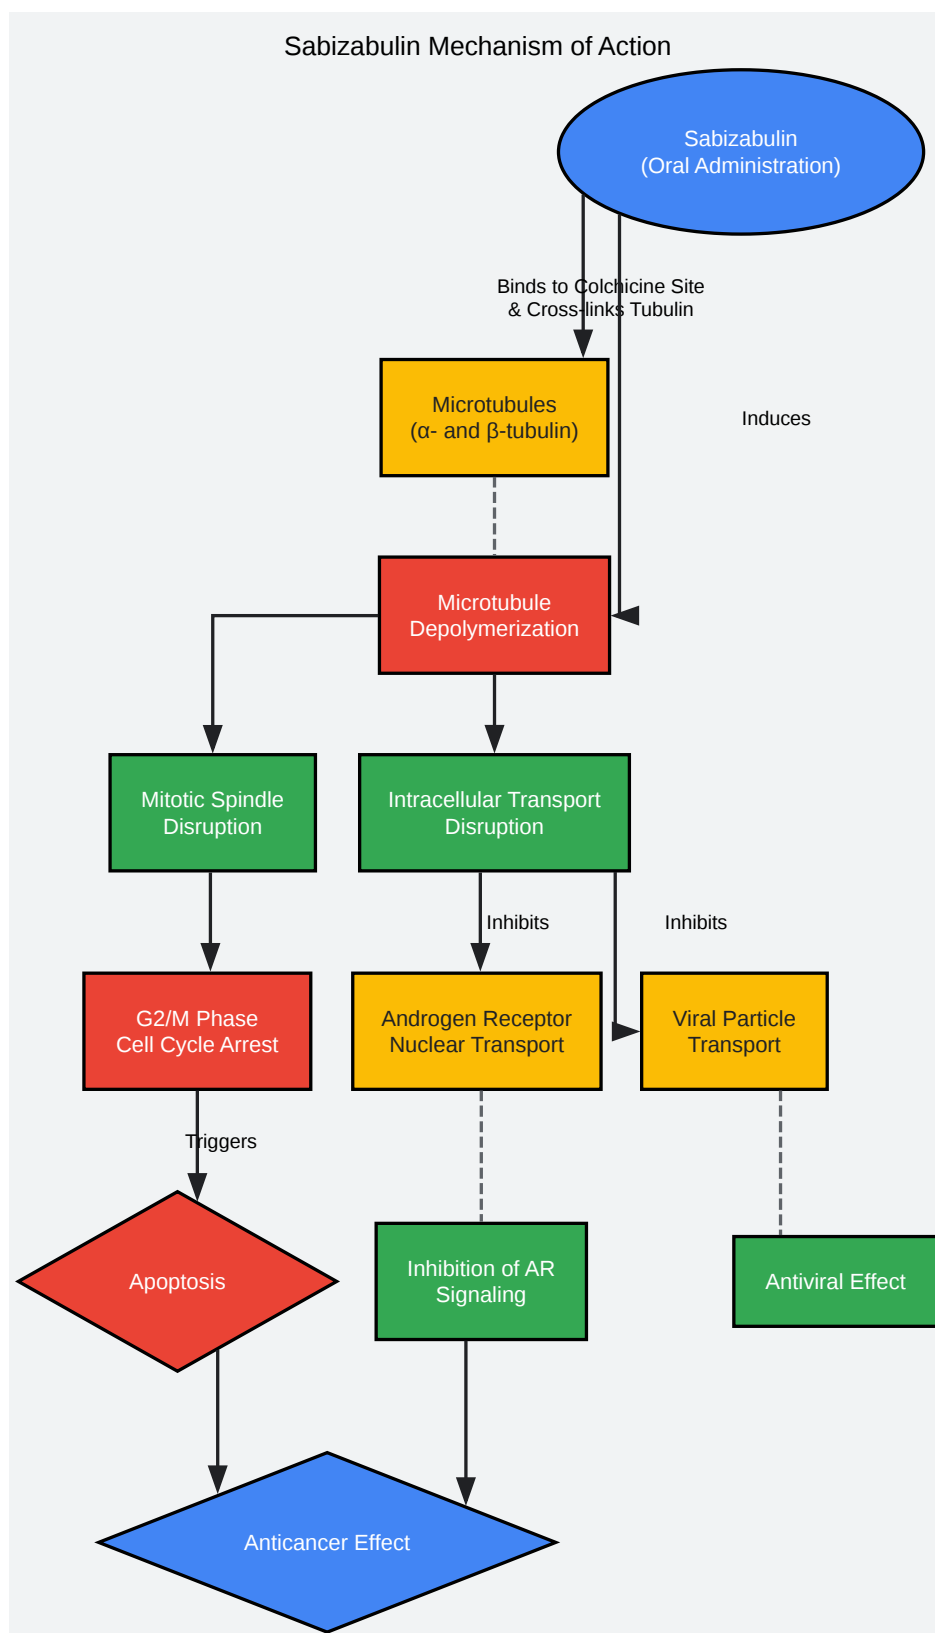 Sabizabulin Mechanism of Action
Sabizabulin
(Oral Administration)
Binds to Colchicine Site
& Cross-links Tubulin
Microtubules
(α- and β-tubulin)
Induces
Microtubule
Depolymerization
Mitotic Spindle
Disruption
Intracellular Transport
Disruption
Inhibits
Inhibits
G2/M Phase
Cell Cycle Arrest
Androgen Receptor
Nuclear Transport
Viral Particle
Transport
Triggers
Apoptosis
Inhibition of AR
Signaling
Antiviral Effect
Anticancer Effect